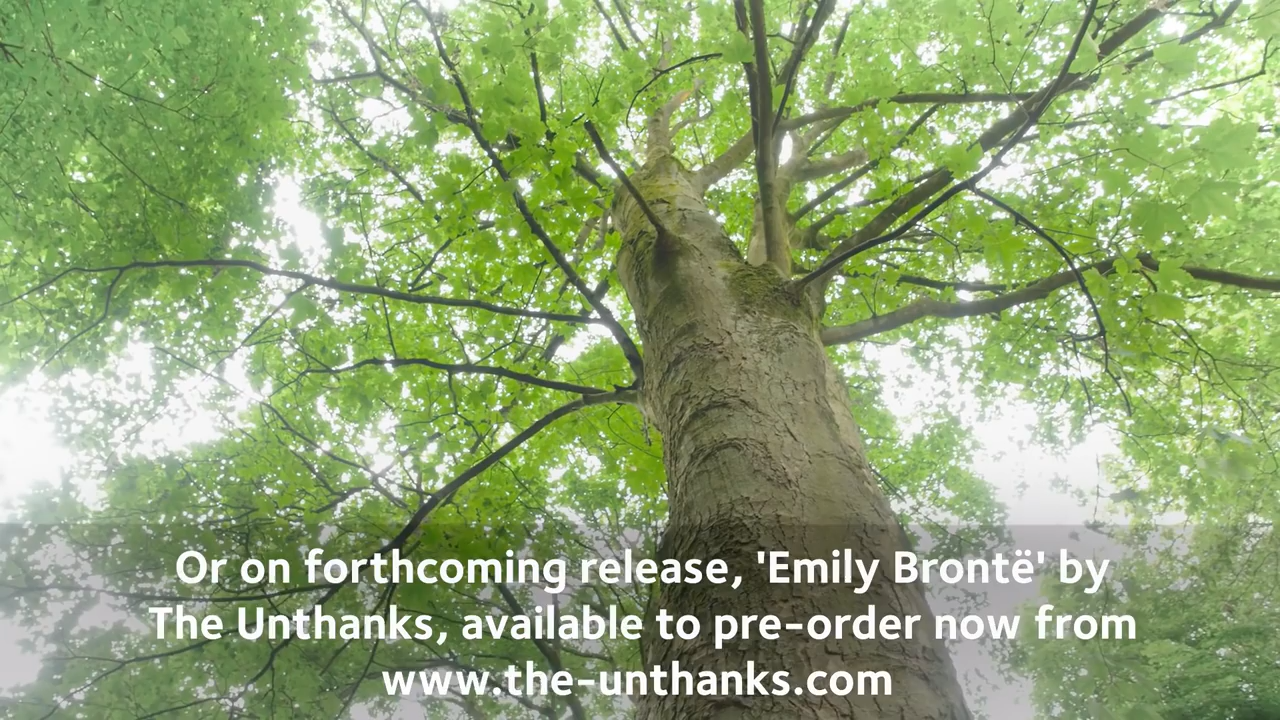 Or on forthcoming release, 'Emily Brontë' by
The Unthanks, available to pre-order now from
www.the-unthanks.com